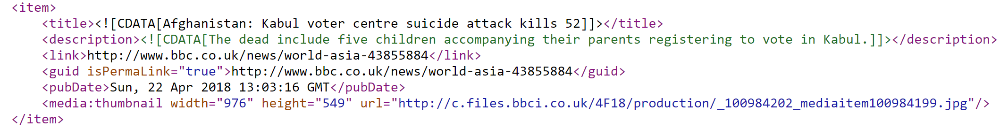 <item>
<title><![CDATA[Afghanistan: Kabul voter centre suicide attack kills 52]]></title>
<description><![CDATA[The dead include five children accompanying their parents registering to vote in Kabul.]]></description>
<link>http://www.bbc.co.uk/news/world-asia-43855884</link>
<guid isPermaLink="true">http://www.bbc.co.uk/news/world-asia-43855884</guid>
<pubDate>Sun, 22 Apr 2018 13:03:16 GMT</pubDate>
<media:thumbnail width="976" height="549" url="http://c.files.bbci.co.uk/4F18/production/_100984202_mediaitem100984199.jpg"/>
</item>